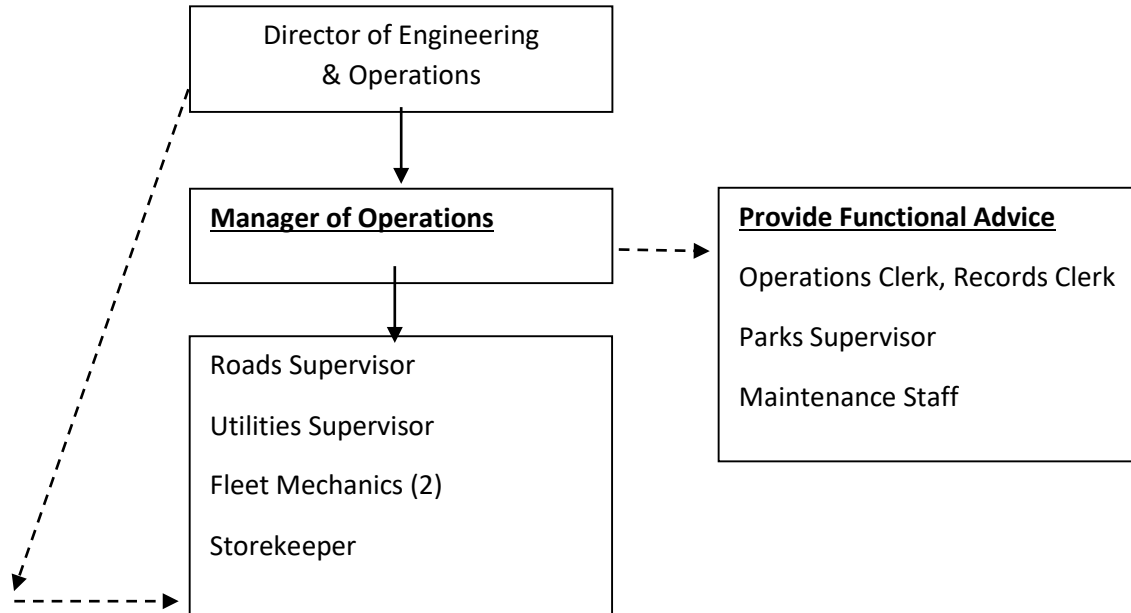 Director of Engineering
& Operations
Manager of Operations
Provide Functional Advice
Operations Clerk, Records Clerk
Parks Supervisor
Maintenance Staff
Roads Supervisor
Utilities Supervisor
Fleet Mechanics (2)
Storekeeper